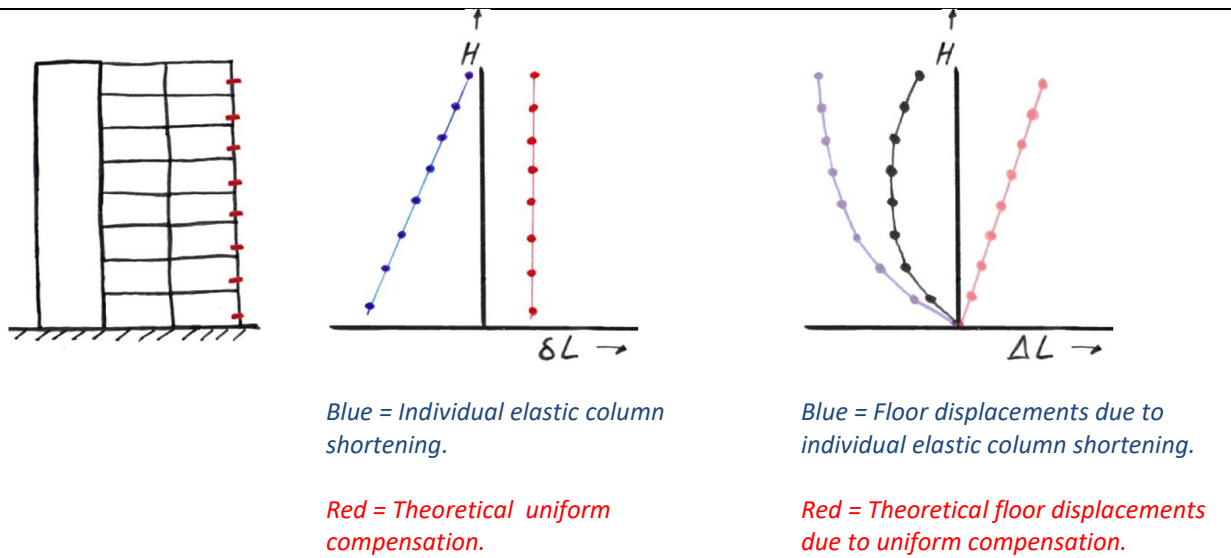 H
H
δL →
ΔL →
Blue = Individual elastic column
shortening.
Blue = Floor displacements due to
individual elastic column shortening.
Red = Theoretical uniform
compensation.
Red = Theoretical floor displacements
due to uniform compensation.